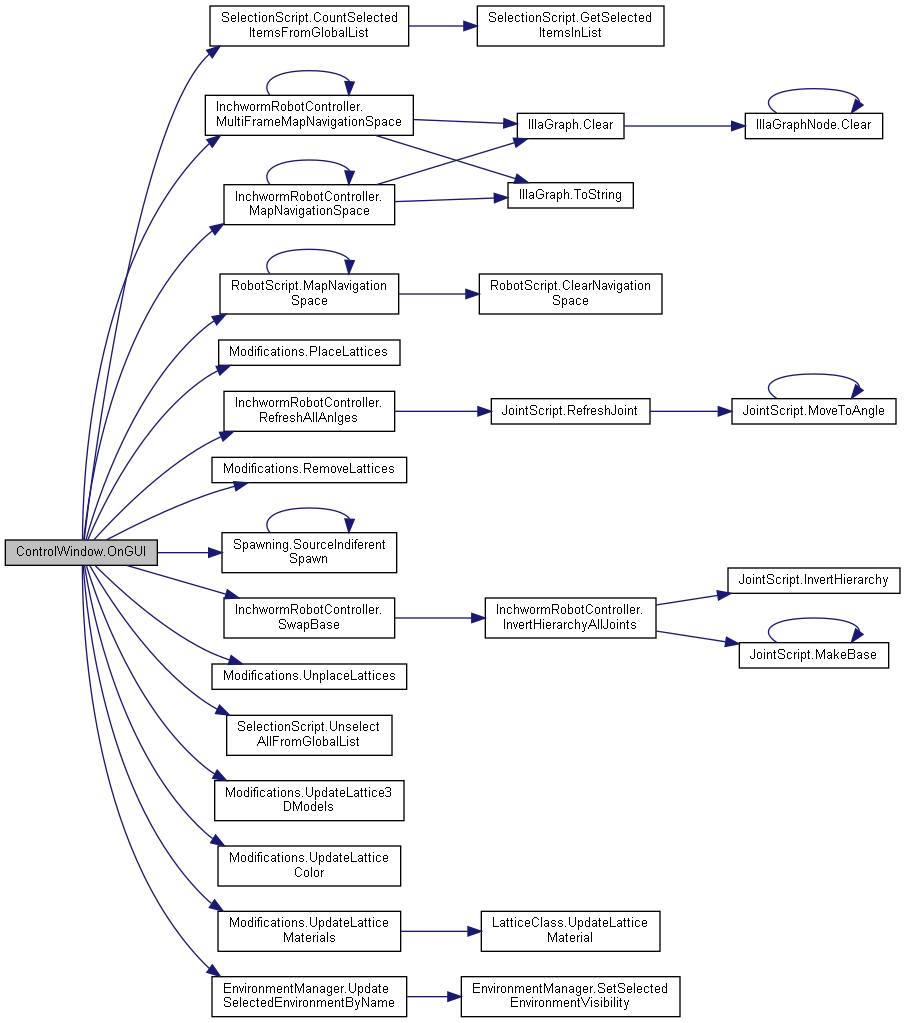 SelectionScript.CountSelected
ItemsFromGlobalList
SelectionScript.GetSelected
ItemsInList
InchwormRobotController.
MultiFrameMapNavigationSpace
IllaGraph.Clear
IllaGraphNode.Clear
InchwormRobotController.
MapNavigationSpace
IllaGraph.ToString
RobotScript.MapNavigation
Space
RobotScript.ClearNavigation
Space
Modifications.PlaceLattices
InchwormRobotController.
RefreshAllAnlges
JointScript.RefreshJoint
JointScript.MoveToAngle
Modifications.RemoveLattices
ControlWindow.OnGUI
Spawning.SourceIndiferent
Spawn
InchwormRobotController.
SwapBase
InchwormRobotController.
InvertHierarchyAllJoints
JointScript.InvertHierarchy
JointScript.MakeBase
Modifications.UnplaceLattices
SelectionScript.Unselect
AllFromGlobalList
Modifications.UpdateLattice3
DModels
Modifications.UpdateLattice
Color
Modifications.UpdateLattice
Materials
LatticeClass.UpdateLattice
Material
EnvironmentManager.Update
SelectedEnvironmentByName
EnvironmentManager.SetSelected
EnvironmentVisibility